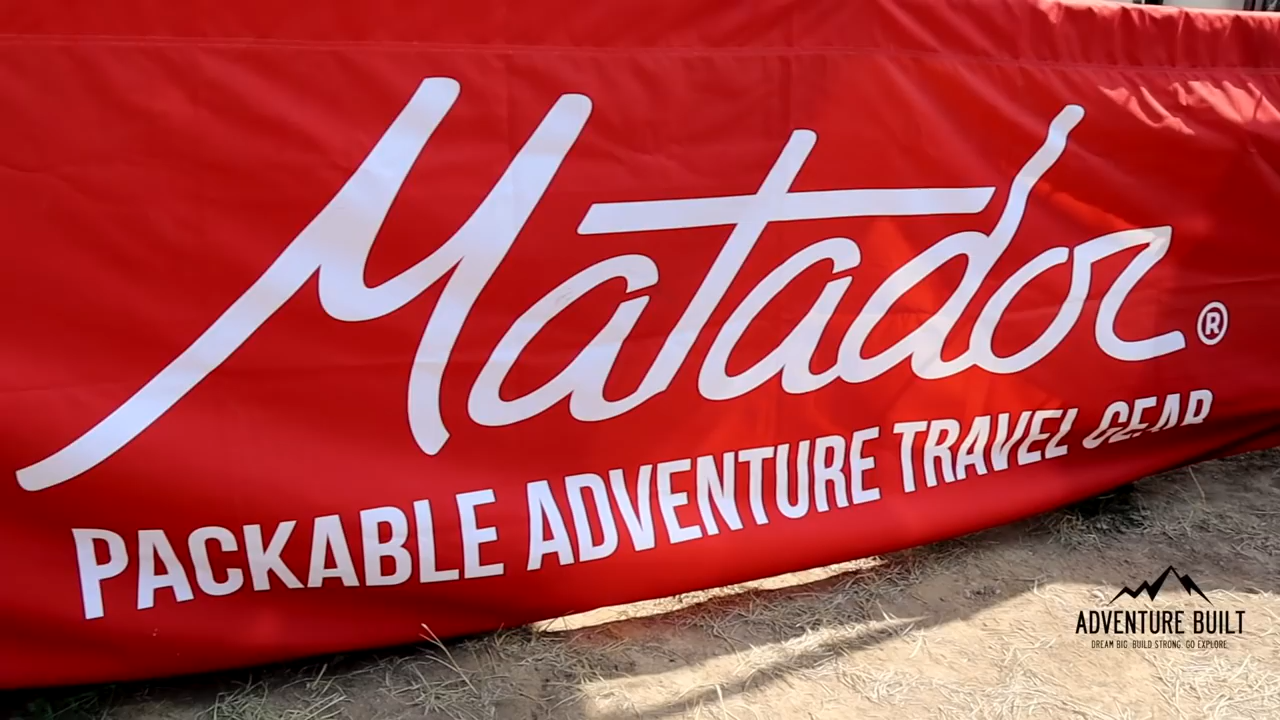 Matador®
PACKABLE ADVENTURE TRAVEL GEAR
ADVENTURE BUILT
DREAM BIG. BUILD STRONG. GO EXPLORE